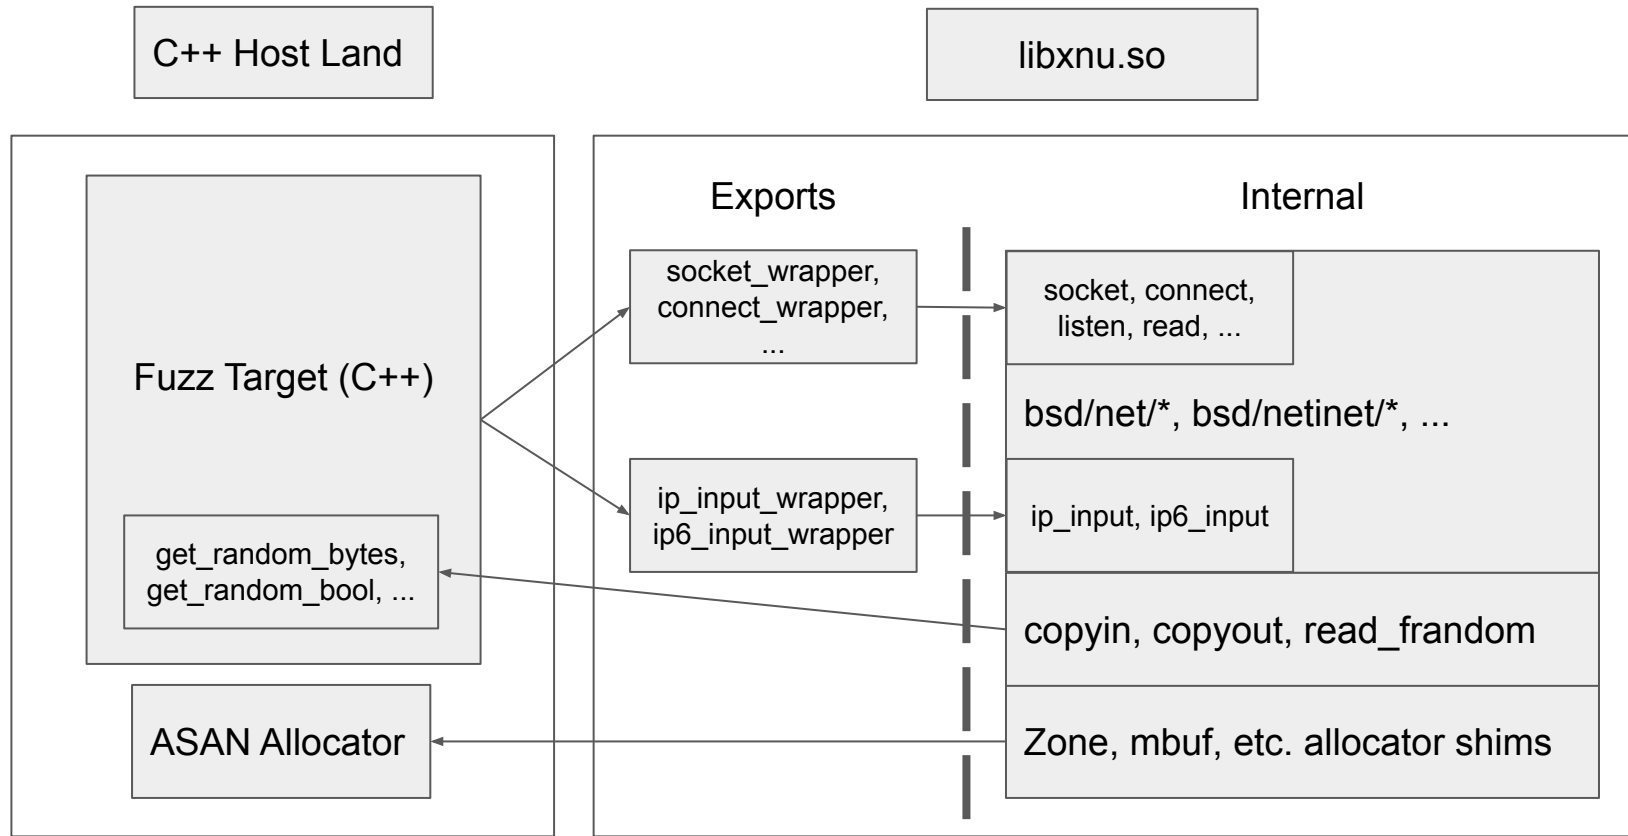 C++ Host Land
libxnu.so
Exports
Internal
Fuzz Target (C++)
get_random_bytes,
get_random_bool, ...
ASAN Allocator
socket_wrapper,
connect_wrapper,
...
ip_input_wrapper,
ip6_input_wrapper
socket, connect,
listen, read, ...
bsd/net/*, bsd/netinet/*, ...
ip_input, ip6_input
copyin, copyout, read_frandom
Zone, mbuf, etc. allocator shims